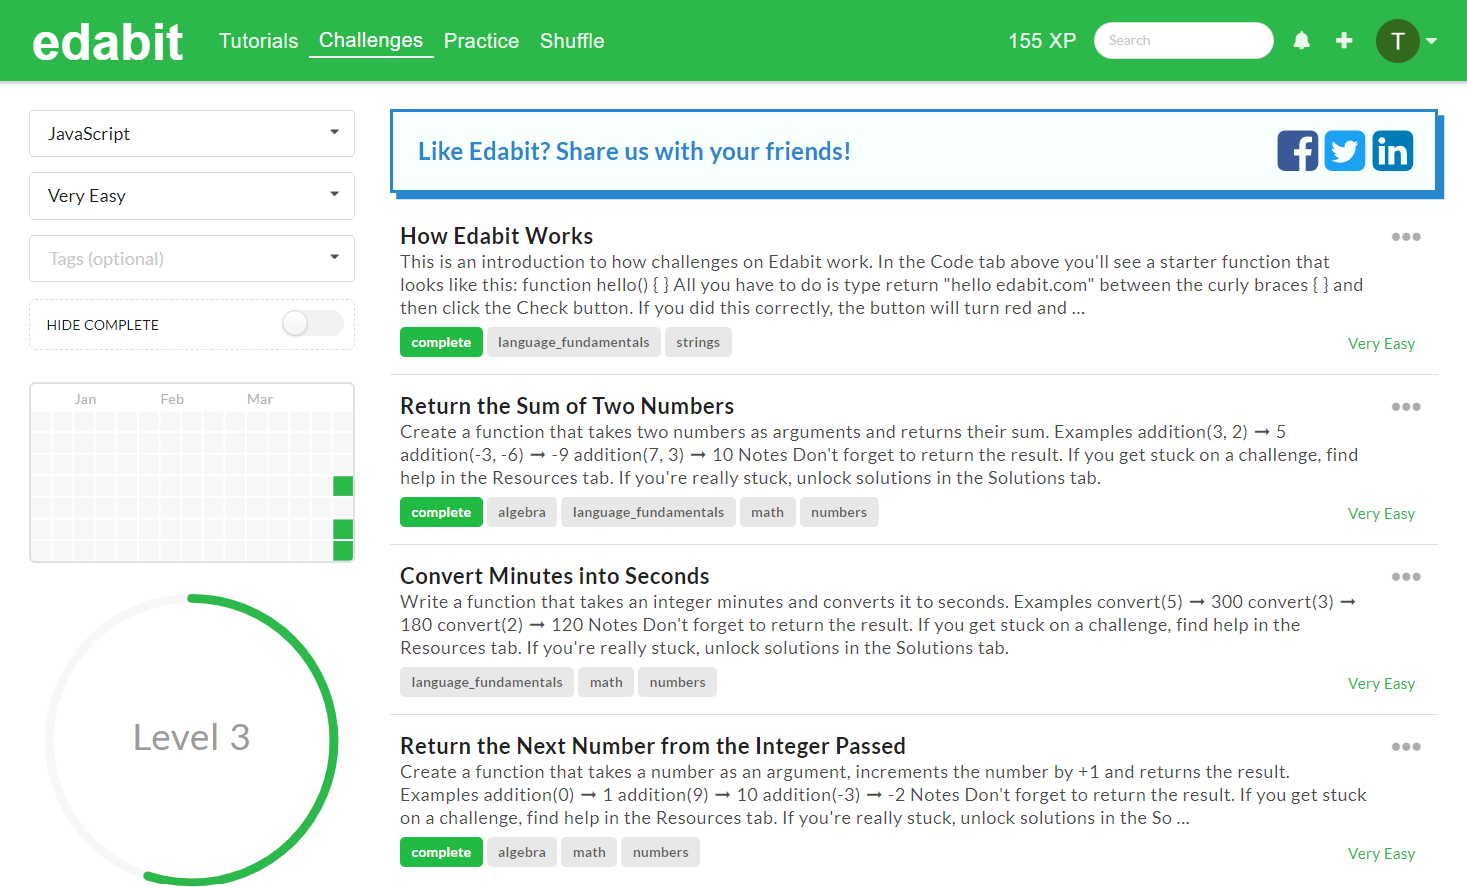 edabit Tutorials Challenges Practice Shuffle 155 XP Search T
JavaScript
Very Easy
Tags (optional)
HIDE COMPLETE
Jan Feb Mar
Level 3
Like Edabit? Share us with your friends!
How Edabit Works
This is an introduction to how challenges on Edabit work. In the Code tab above you'll see a starter function that
looks like this: function hello() { } All you have to do is type return "hello edabit.com" between the curly braces { } and
then click the Check button. If you did this correctly, the button will turn red and ...
complete language_fundamentals strings Very Easy
Return the Sum of Two Numbers
Create a function that takes two numbers as arguments and returns their sum. Examples addition(3, 2) ➞ 5
addition(-3, -6) ➞ -9 addition(7, 3) ➞ 10 Notes Don't forget to return the result. If you get stuck on a challenge, find
help in the Resources tab. If you're really stuck, unlock solutions in the Solutions tab.
complete algebra language_fundamentals math numbers Very Easy
Convert Minutes into Seconds
Write a function that takes an integer minutes and converts it to seconds. Examples convert(5) ➞ 300 convert(3) ➞
180 convert(2) ➞ 120 Notes Don't forget to return the result. If you get stuck on a challenge, find help in the
Resources tab. If you're really stuck, unlock solutions in the Solutions tab.
language_fundamentals math numbers Very Easy
Return the Next Number from the Integer Passed
Create a function that takes a number as an argument, increments the number by +1 and returns the result.
Examples addition(0) ➞ 1 addition(9) ➞ 10 addition(-3) ➞ -2 Notes Don't forget to return the result. If you get stuck
on a challenge, find help in the Resources tab. If you're really stuck, unlock solutions in the So ...
complete algebra math numbers Very Easy